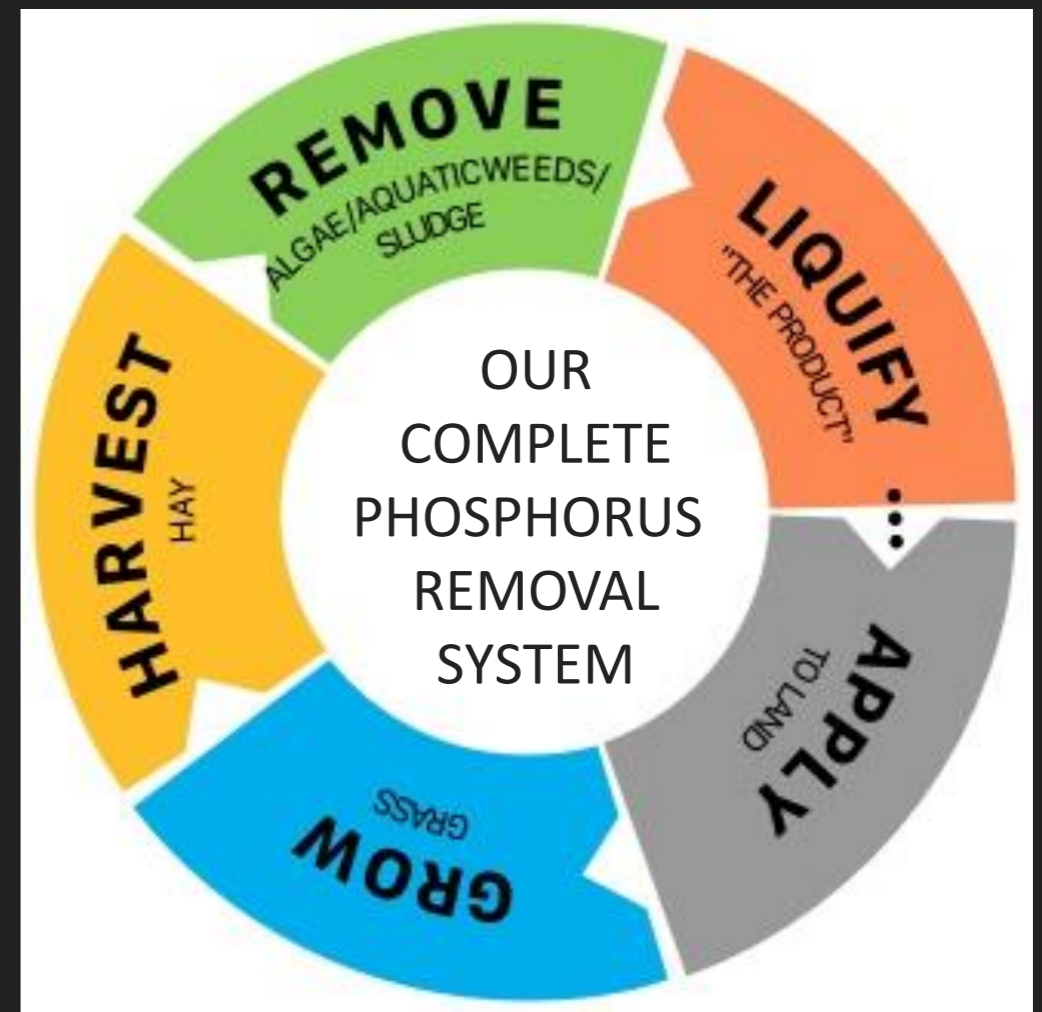 REMOVE
ALGAE/AQUATICWEEDS/
SLUDGE
LIQUIFY
"THE PRODUCT"
...
APPLY
TO LAND
GROW
GRASS
HARVEST
HAY
OUR
COMPLETE
PHOSPHORUS
REMOVAL
SYSTEM